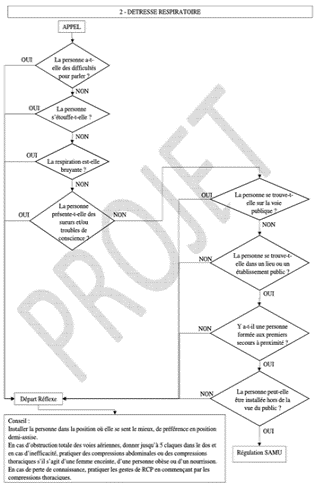 2 - DETRESSE RESPIRATOIRE
APPEL
La personne a-t-
elle des difficultés
pour parler ?
OUI
NON
La personne
s'étouffe-t-elle ?
OUI
NON
La respiration est-elle
bruyante ?
OUI
NON
La personne
présente-t-elle des
sueurs et/ou
troubles de
conscience ?
OUI
NON
La personne se trouve-t-
elle sur la voie
publique ?
OUI
NON
La personne se trouve-t-
elle dans un lieu ou un
établissement public ?
NON
OUI
Y a-t-il une personne
formée aux premiers
secours à proximité ?
NON
OUI
La personne peut-elle
être installée hors de la
vue du public ?
NON
OUI
Départ Réflexe
Régulation SAMU
Conseil :
Installer la personne dans la position où elle se sent le mieux, de préférence en position
demi-assise.
En cas d'obstruction totale des voies aériennes, donner jusqu'à 5 claques dans le dos et
en cas d'inefficacité, pratiquer des compressions abdominales ou des compressions
thoraciques s'il s'agit d'une femme enceinte, d'une personne obèse ou d'un nourrisson.
En cas de perte de connaissance, pratiquer les gestes de RCP en commençant par les
compressions thoraciques.
PROJET